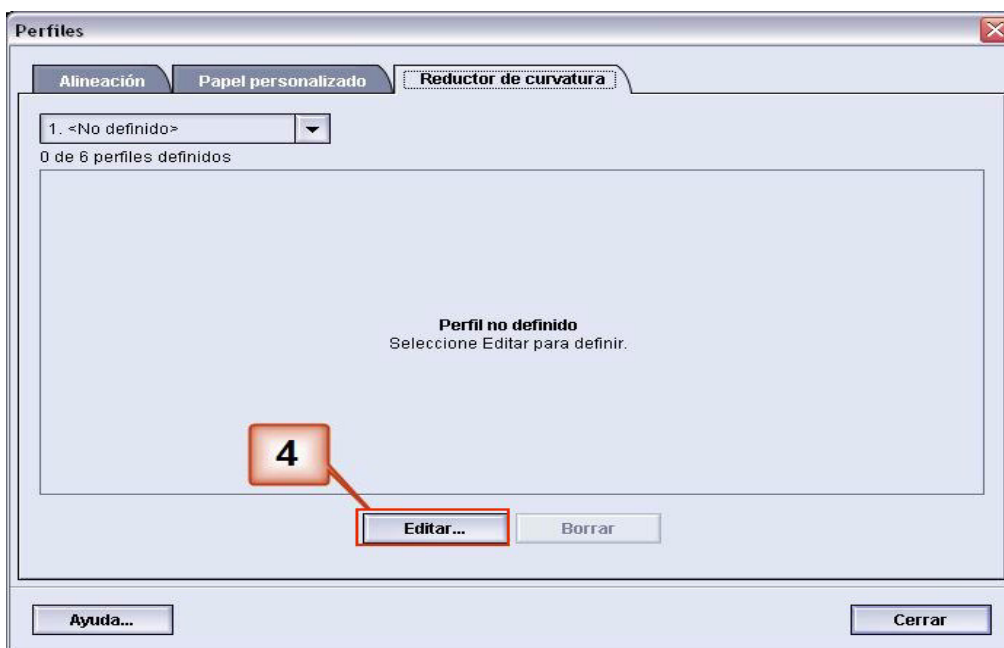 Perfiles
Alineación
Papel personalizado
Reductor de curvatura
1. <No definido>
0 de 6 perfiles definidos
Perfil no definido
Seleccione Editar para definir.
4
Editar...
Borrar
Ayuda...
Cerrar